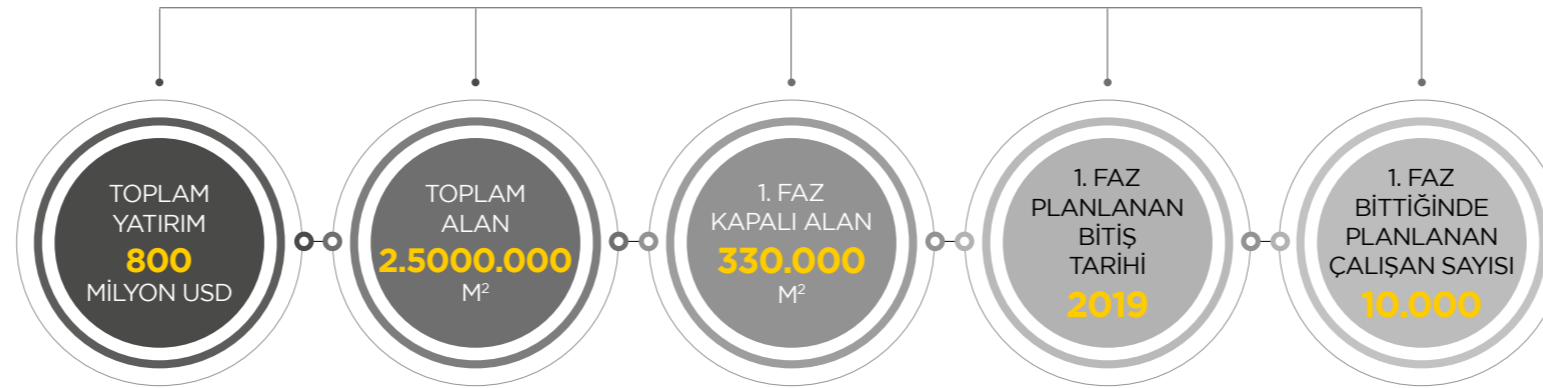 TOPLAM
YATIRIM
800
MİLYON USD
TOPLAM
ALAN
2.5000.000
M²
1. FAZ
KAPALI ALAN
330.000
M²
1. FAZ
PLANLANAN
BİTİŞ
TARİHİ
2019
1. FAZ
BİTTİĞİNDE
PLANLANAN
ÇALIŞAN SAYISI
10.000